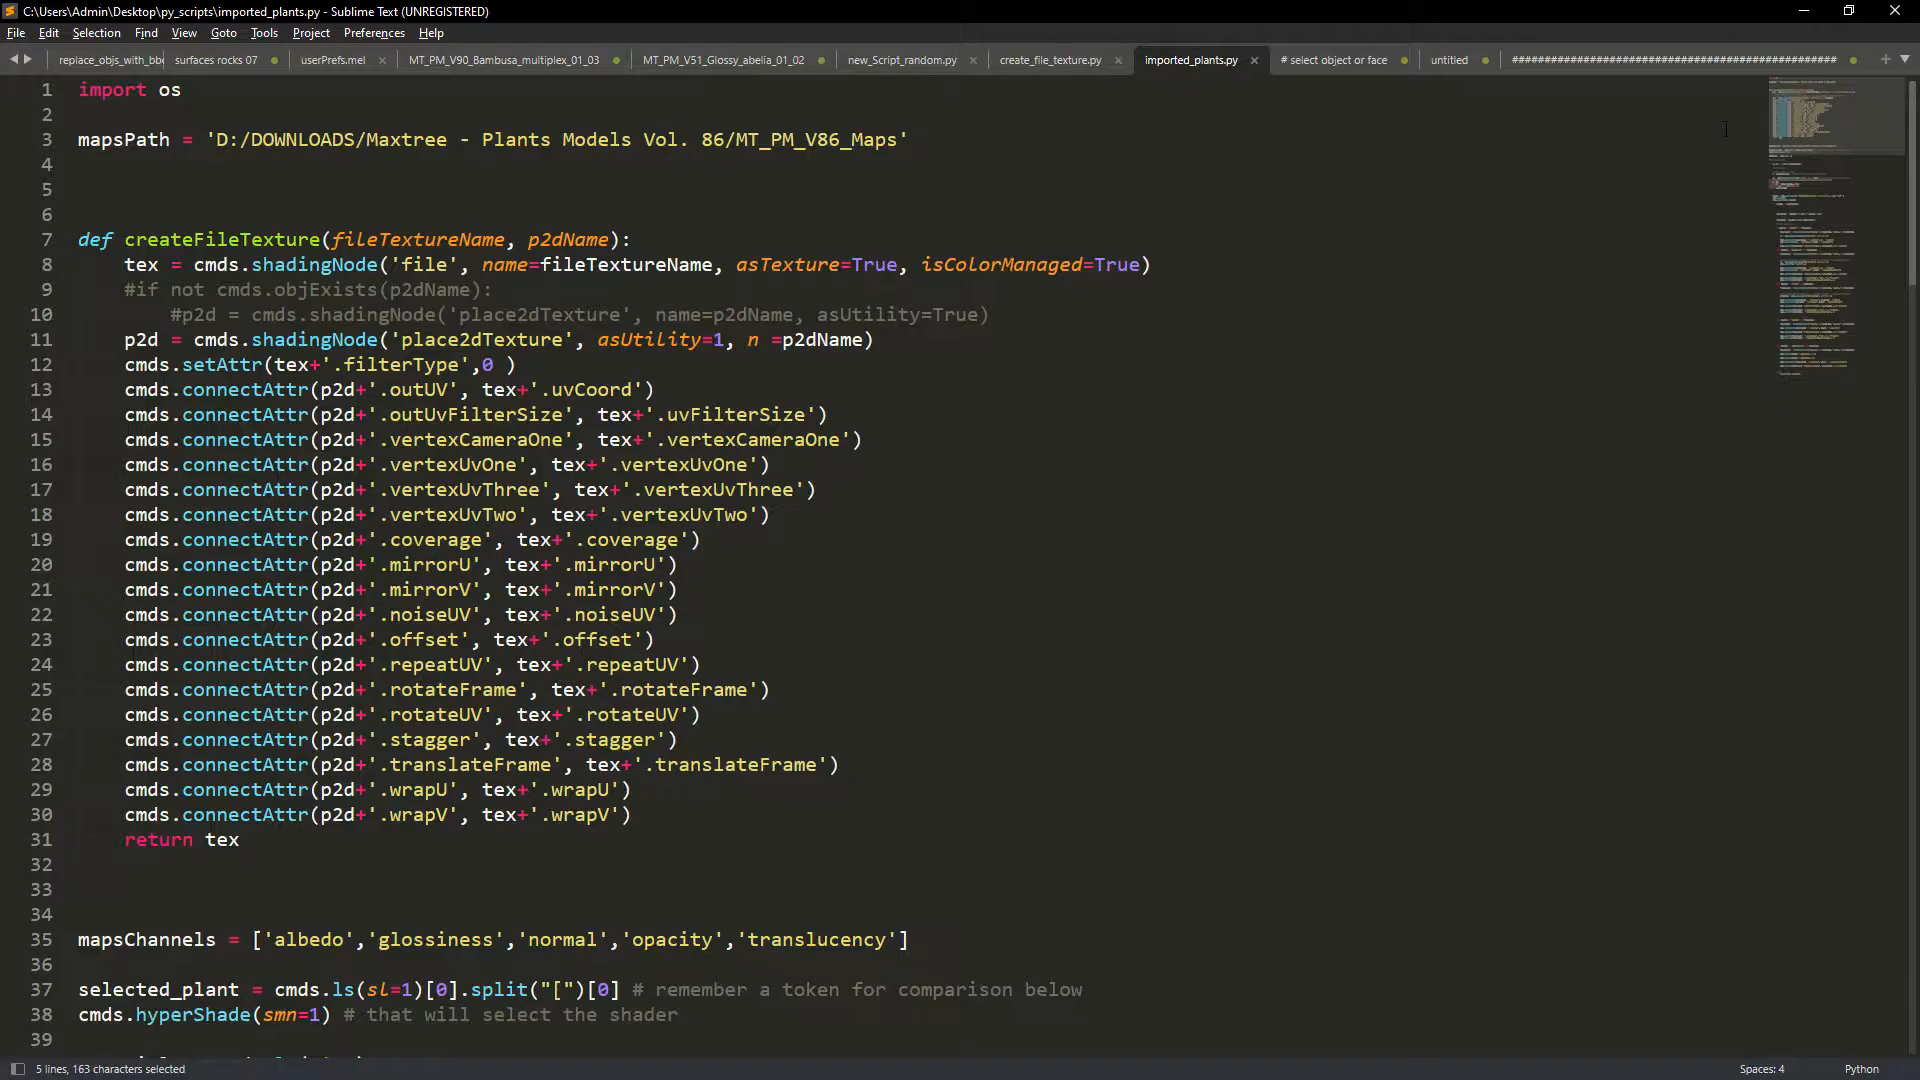 C:\Users\Admin\Desktop\py_scripts\imported_plants.py - Sublime Text (UNREGISTERED)
File Edit Selection Find View Goto Tools Project Preferences Help
replace_objs_with_bb surfaces rocks 07 userPrefs.mel MT_PM_V90_Bambusa_multiplex_01_03 MT_PM_V51_Glossy_abelia_01_02 new_Script_random.py create_file_texture.py imported_plants.py # select object or face untitled ################################################
1 import os
2
3 mapsPath = 'D:/DOWNLOADS/Maxtree - Plants Models Vol. 86/MT_PM_V86_Maps'
4
5
6
7 def createFileTexture(fileTextureName, p2dName):
8 tex = cmds.shadingNode('file', name=fileTextureName, asTexture=True, isColorManaged=True)
9 #if not cmds.objExists(p2dName):
10 #p2d = cmds.shadingNode('place2dTexture', name=p2dName, asUtility=True)
11 p2d = cmds.shadingNode('place2dTexture', asUtility=1, n =p2dName)
12 cmds.setAttr(tex+'.filterType',0 )
13 cmds.connectAttr(p2d+'.outUV', tex+'.uvCoord')
14 cmds.connectAttr(p2d+'.outUvFilterSize', tex+'.uvFilterSize')
15 cmds.connectAttr(p2d+'.vertexCameraOne', tex+'.vertexCameraOne')
16 cmds.connectAttr(p2d+'.vertexUvOne', tex+'.vertexUvOne')
17 cmds.connectAttr(p2d+'.vertexUvThree', tex+'.vertexUvThree')
18 cmds.connectAttr(p2d+'.vertexUvTwo', tex+'.vertexUvTwo')
19 cmds.connectAttr(p2d+'.coverage', tex+'.coverage')
20 cmds.connectAttr(p2d+'.mirrorU', tex+'.mirrorU')
21 cmds.connectAttr(p2d+'.mirrorV', tex+'.mirrorV')
22 cmds.connectAttr(p2d+'.noiseUV', tex+'.noiseUV')
23 cmds.connectAttr(p2d+'.offset', tex+'.offset')
24 cmds.connectAttr(p2d+'.repeatUV', tex+'.repeatUV')
25 cmds.connectAttr(p2d+'.rotateFrame', tex+'.rotateFrame')
26 cmds.connectAttr(p2d+'.rotateUV', tex+'.rotateUV')
27 cmds.connectAttr(p2d+'.stagger', tex+'.stagger')
28 cmds.connectAttr(p2d+'.translateFrame', tex+'.translateFrame')
29 cmds.connectAttr(p2d+'.wrapU', tex+'.wrapU')
30 cmds.connectAttr(p2d+'.wrapV', tex+'.wrapV')
31 return tex
32
33
34
35 mapsChannels = ['albedo','glossiness','normal','opacity','translucency']
36
37 selected_plant = cmds.ls(sl=1)[0].split("[")[0] # remember a token for comparison below
38 cmds.hyperShade(smn=1) # that will select the shader
39
5 lines, 163 characters selected Spaces: 4 Python